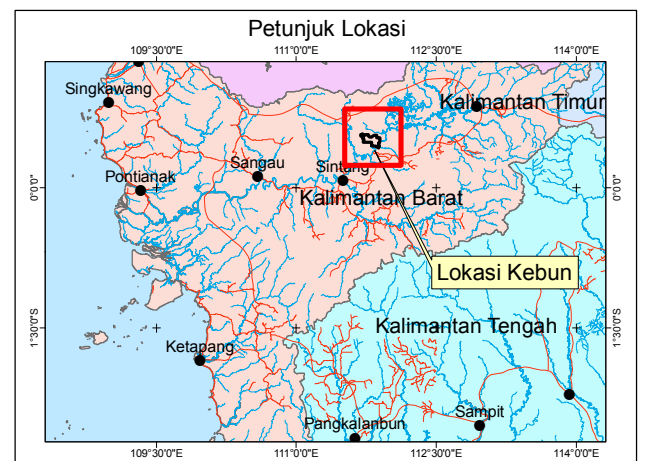 Petunjuk Lokasi
109°30'0"E 111°0'0"E 112°30'0"E 114°0'0"E
Singkawang
Kalimantan Timur
Sangau
Sintang
Pontianak
0°0'0" 0°0'0"
Kalimantan Barat
Lokasi Kebun
1°30'0"S 1°30'0"S
Kalimantan Tengah
Ketapang
Sampit
Pangkalanbun
109°30'0"E 111°0'0"E 112°30'0"E 114°0'0"E